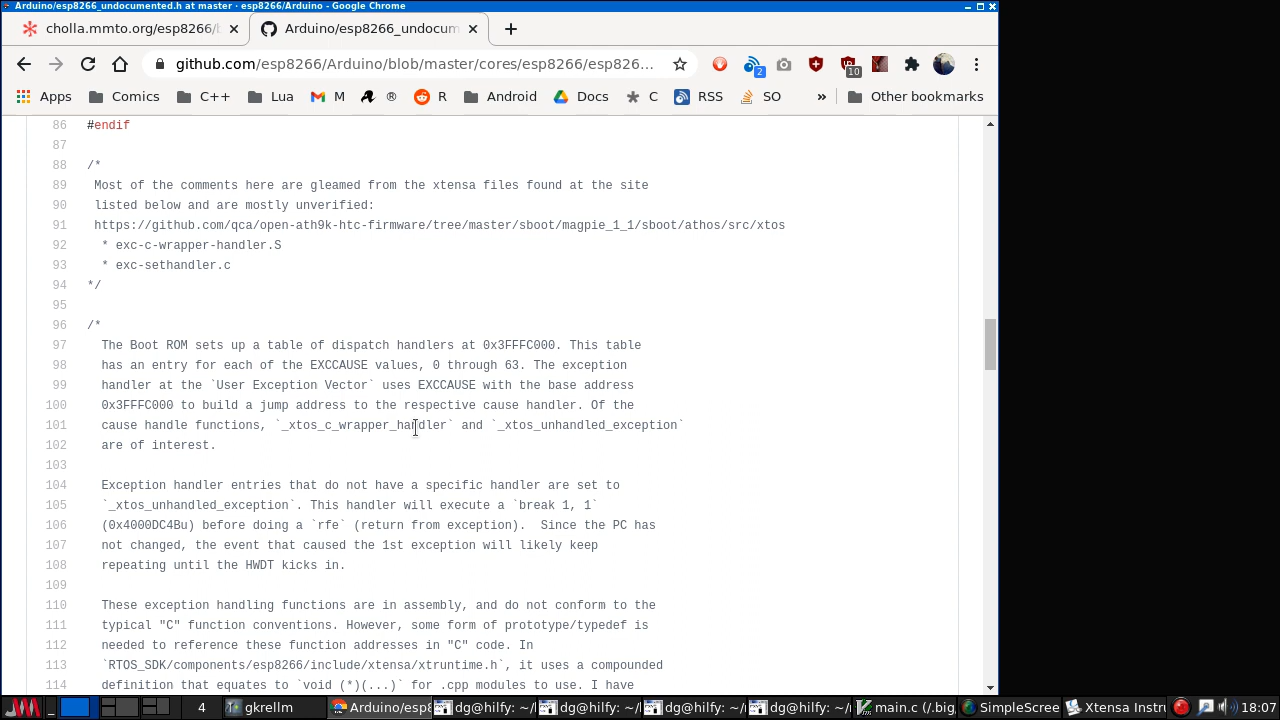 Arduino/esp8266_undocumented.h at master · esp8266/Arduino - Google Chrome
cholla.mmto.org/esp8266/
Arduino/esp8266_undocum
github.com/esp8266/Arduino/blob/master/cores/esp8266/esp826...
2
10
Apps Comics C++ Lua M ® R Android Docs C RSS SO » Other bookmarks
86 #endif
87
88 /*
89 Most of the comments here are gleamed from the xtensa files found at the site
90 listed below and are mostly unverified:
91 https://github.com/qca/open-ath9k-htc-firmware/tree/master/sboot/magpie_1_1/sboot/athos/src/xtos
92 * exc-c-wrapper-handler.S
93 * exc-sethandler.c
94 */
95
96 /*
97 The Boot ROM sets up a table of dispatch handlers at 0x3FFFC000. This table
98 has an entry for each of the EXCCAUSE values, 0 through 63. The exception
99 handler at the `User Exception Vector` uses EXCCAUSE with the base address
100 0x3FFFC000 to build a jump address to the respective cause handler. Of the
101 cause handle functions, `_xtos_c_wrapper_handler` and `_xtos_unhandled_exception`
102 are of interest.
103
104 Exception handler entries that do not have a specific handler are set to
105 `_xtos_unhandled_exception`. This handler will execute a `break 1, 1`
106 (0x4000DC4Bu) before doing a `rfe` (return from exception). Since the PC has
107 not changed, the event that caused the 1st exception will likely keep
108 repeating until the HWDT kicks in.
109
110 These exception handling functions are in assembly, and do not conform to the
111 typical "C" function conventions. However, some form of prototype/typedef is
112 needed to reference these function addresses in "C" code. In
113 `RTOS_SDK/components/esp8266/include/xtensa/xtruntime.h`, it uses a compounded
114 definition that equates to `void (*)(...)` for .cpp modules to use. I have
4 gkrellm Arduino/esp8 dg@hilfy: ~/ dg@hilfy: ~/ dg@hilfy: ~/ dg@hilfy: ~/ main.c (/.big SimpleScree Xtensa Instr 18:07